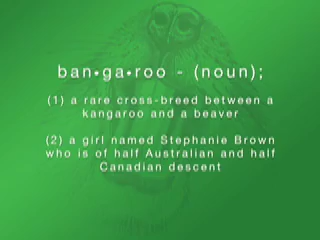 ban•ga•roo - (noun);
(1) a rare cross-breed between a
kangaroo and a beaver
(2) a girl named Stephanie Brown
who is of half Australian and half
Canadian descent